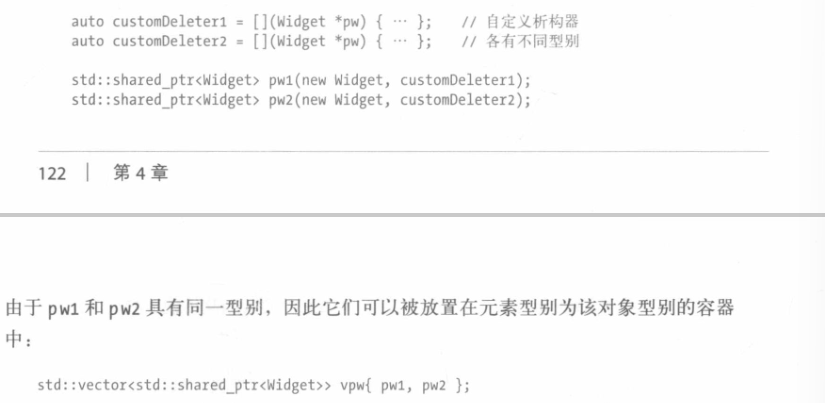 auto customDeleter1 = [](Widget *pw) { … }; // 自定义析构器
auto customDeleter2 = [](Widget *pw) { … }; // 各有不同型别
std::shared_ptr<Widget> pw1(new Widget, customDeleter1);
std::shared_ptr<Widget> pw2(new Widget, customDeleter2);
122 | 第 4 章
由于 pw1 和 pw2 具有同一型别，因此它们可以被放置在元素型别为该对象型别的容器
中：
std::vector<std::shared_ptr<Widget>> vpw{ pw1, pw2 };